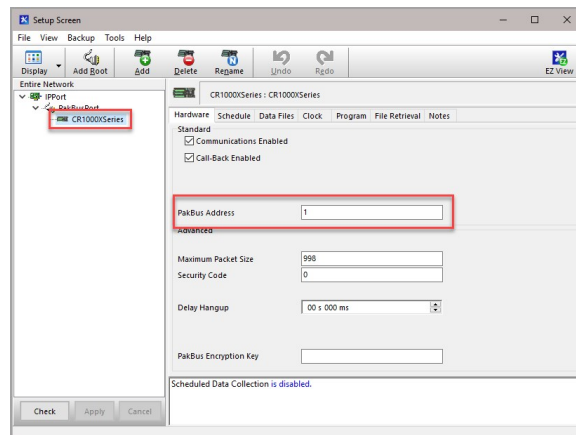 Setup Screen
File View Backup Tools Help
Display Add Root Add Delete Rename Undo Redo EZ View
Entire Network
IPPort
PakBusPort
CR1000XSeries
CR1000XSeries : CR1000XSeries
Hardware Schedule Data Files Clock Program File Retrieval Notes
Standard
Communications Enabled
Call-Back Enabled
PakBus Address 1
Advanced
Maximum Packet Size 998
Security Code 0
Delay Hangup 00 s 000 ms
PakBus Encryption Key
Scheduled Data Collection is disabled.
Check Apply Cancel